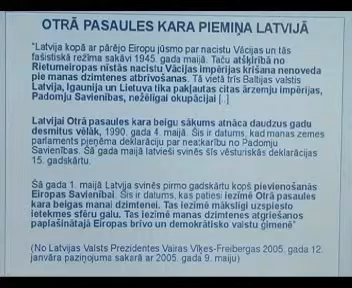 OTRĀ PASAULES KARA PIEMIŅA LATVIJĀ
"Latvija kopā ar pārējo Eiropu jūsmo par nacistu Vācijas un tās
fašistiskā režīma sakāvi 1945. gada maijā. Taču atšķirībā no
Rietumeiropas nīstās nacistu Vācijas impērijas krišana nenoveda
pie manas dzimtenes atbrīvošanas. Tā vietā trīs Baltijas valstis
Latvija, Igaunija un Lietuva tika pakļautas citas ārzemju impērijas,
Padomju Savienības, nežēlīgai okupācijai [..]
Latvijai Otrā pasaules kara beigu sākums atnāca daudzus gadu
desmitus vēlāk, 1990. gada 4. maijā. Šis ir datums, kad manas zemes
parlaments pieņēma deklarāciju par neatkarību no Padomju
Savienības. Šī gada maijā latvieši svinēs šīs vēsturiskās deklarācijas
15. gadskārtu.
Šā gada 1. maijā Latvija svinēs pirmo gadskārtu kopš pievienošanās
Eiropas Savienībai. Šis ir datums, kas patiesi iezīmē Otrā pasaules
kara beigas manai dzimtenei. Tas iezīmē mākslīgi uzspiesto
ietekmes sfēru galu. Tas iezīmē manas dzimtenes atgriešanos
paplašinātajā Eiropas brīvo un demokrātisko valstu ģimenē"
(No Latvijas Valsts Prezidentes Vairas Vīķes-Freibergas 2005. gada 12.
janvāra paziņojuma sakarā ar 2005. gada 9. maiju)